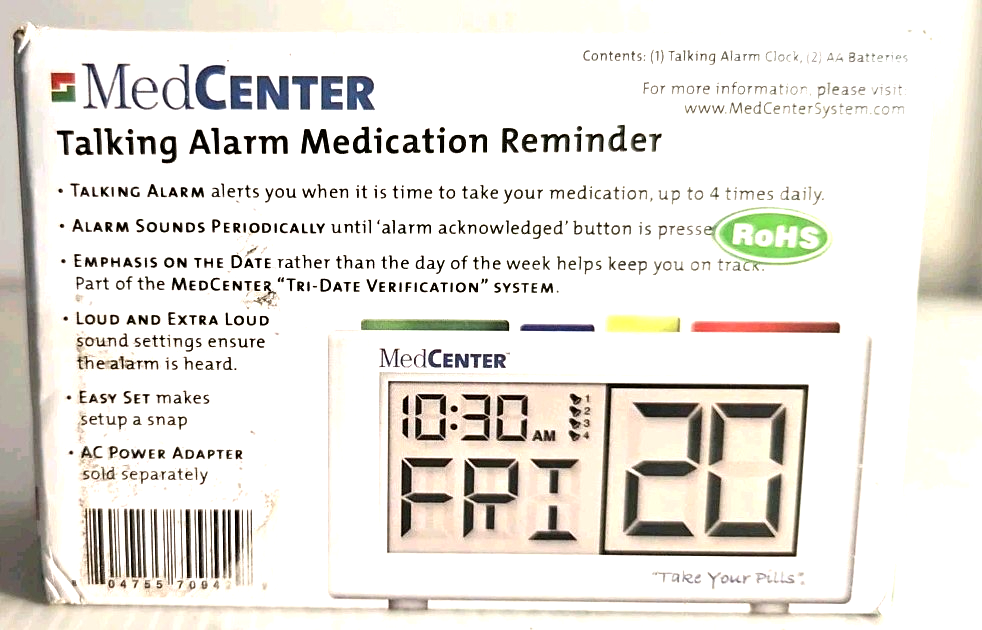 Contents: (1) Talking Alarm Clock, (2) AA Batteries
MedCENTER
For more information, please visit:
www.MedCenterSystem.com
Talking Alarm Medication Reminder
• TALKING ALARM alerts you when it is time to take your medication, up to 4 times daily.
• ALARM SOUNDS PERIODICALLY until 'alarm acknowledged' button is presse
RoHS
• EMPHASIS ON THE DATE rather than the day of the week helps keep you on track.
Part of the MEDCENTER "TRI-DATE VERIFICATION" SYSTEM.
• LOUD AND EXTRA LOUD
sound settings ensure
the alarm is heard.
• EASY SET makes
setup a snap
• AC POWER ADAPTER
sold separately
MedCENTER™
10:30 AM
1
2
3
4
FRI
20
"Take Your Pills"
04755 7094